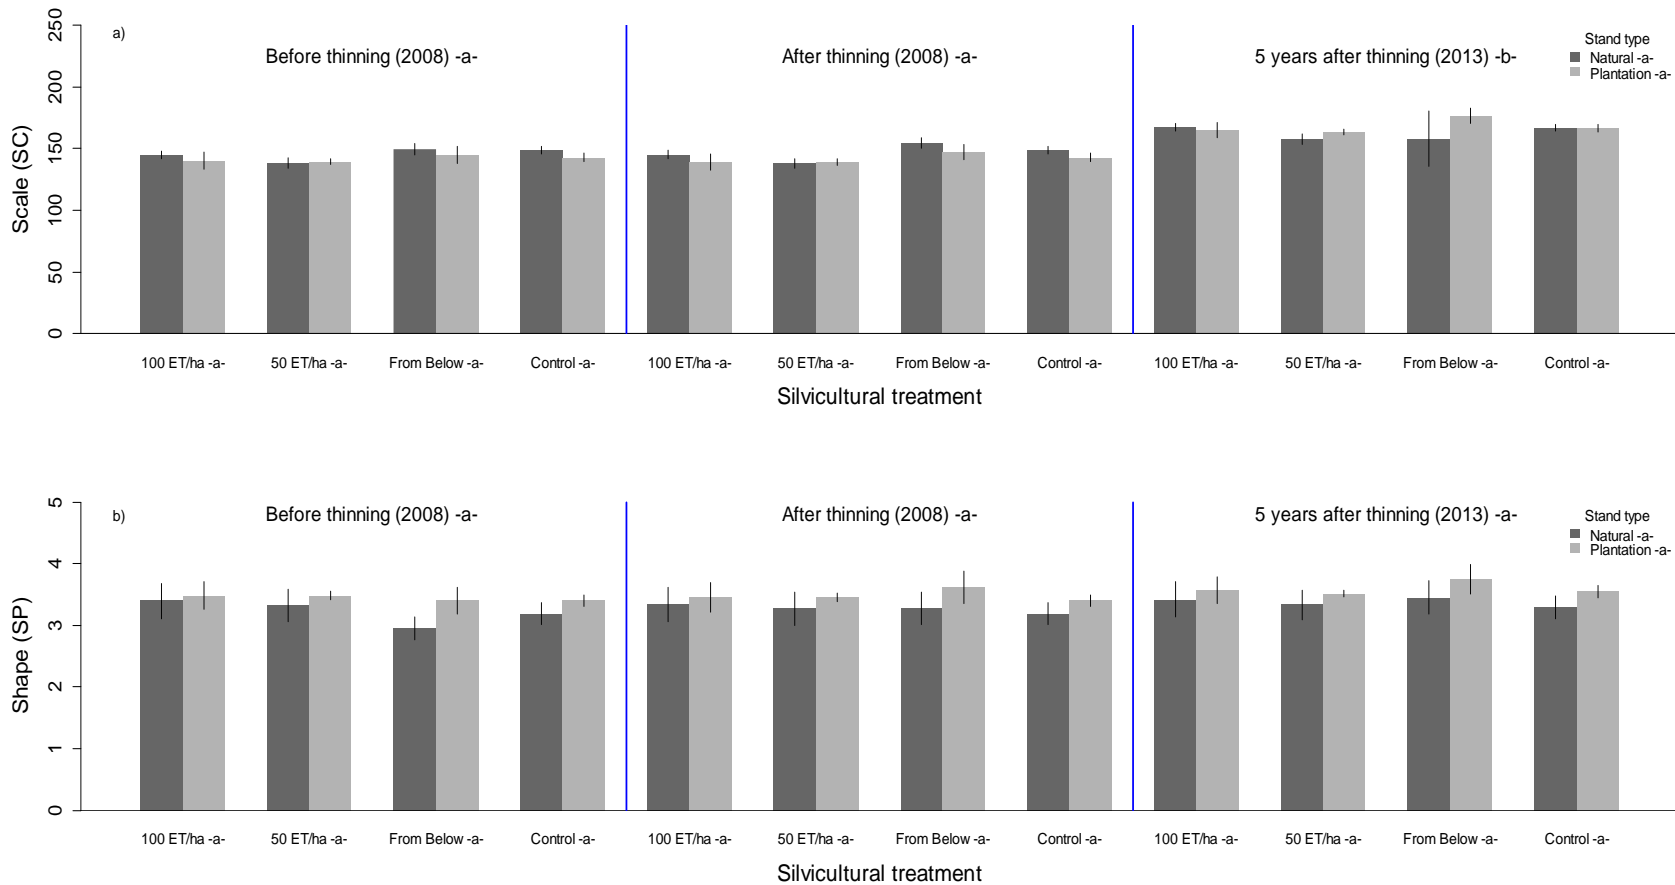 a)
Before thinning (2008) -a-
After thinning (2008) -a-
5 years after thinning (2013) -b-
Stand type
Natural -a-
Plantation -a-
Scale (SC)
250
200
150
100
50
0
100 ET/ha -a- 50 ET/ha -a- From Below -a- Control -a- 100 ET/ha -a- 50 ET/ha -a- From Below -a- Control -a- 100 ET/ha -a- 50 ET/ha -a- From Below -a- Control -a-
Silvicultural treatment
b)
Before thinning (2008) -a-
After thinning (2008) -a-
5 years after thinning (2013) -a-
Stand type
Natural -a-
Plantation -a-
Shape (SP)
5
4
3
2
1
0
100 ET/ha -a- 50 ET/ha -a- From Below -a- Control -a- 100 ET/ha -a- 50 ET/ha -a- From Below -a- Control -a- 100 ET/ha -a- 50 ET/ha -a- From Below -a- Control -a-
Silvicultural treatment